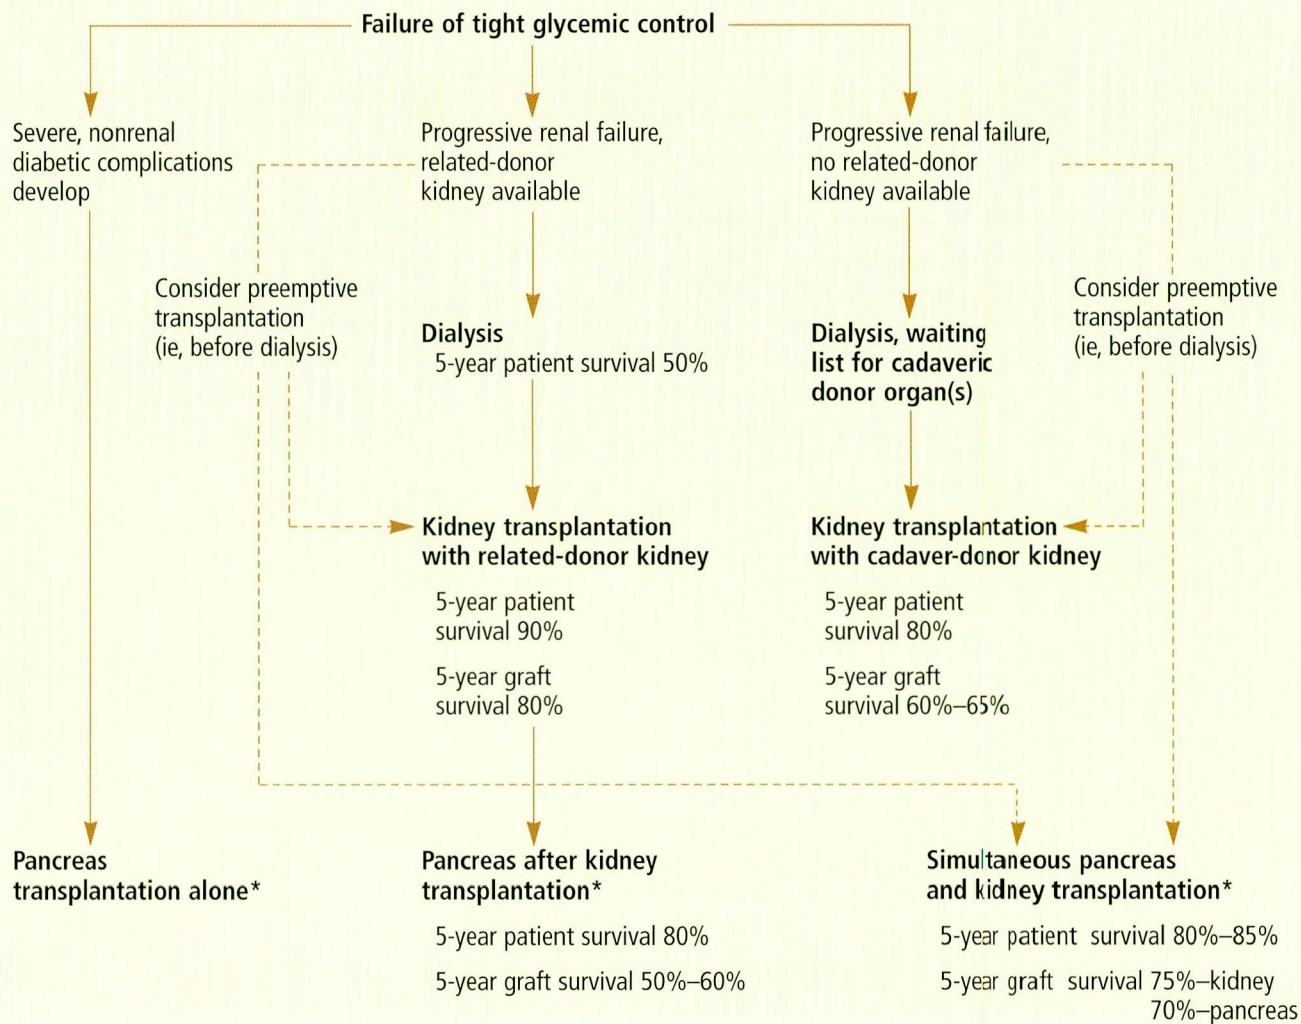 Failure of tight glycemic control
Severe, nonrenal
diabetic complications
develop
Progressive renal failure,
related-donor
kidney available
Progressive renal failure,
no related-donor
kidney available
Consider preemptive
transplantation
(ie, before dialysis)
Dialysis
5-year patient survival 50%
Dialysis, waiting
list for cadaveric
donor organ(s)
Consider preemptive
transplantation
(ie, before dialysis)
Kidney transplantation
with related-donor kidney
5-year patient
survival 90%
5-year graft
survival 80%
Kidney transplantation
with cadaver-donor kidney
5-year patient
survival 80%
5-year graft
survival 60%–65%
Pancreas
transplantation alone*
Pancreas after kidney
transplantation*
5-year patient survival 80%
5-year graft survival 50%–60%
Simultaneous pancreas
and kidney transplantation*
5-year patient survival 80%–85%
5-year graft survival 75%–kidney
70%–pancreas